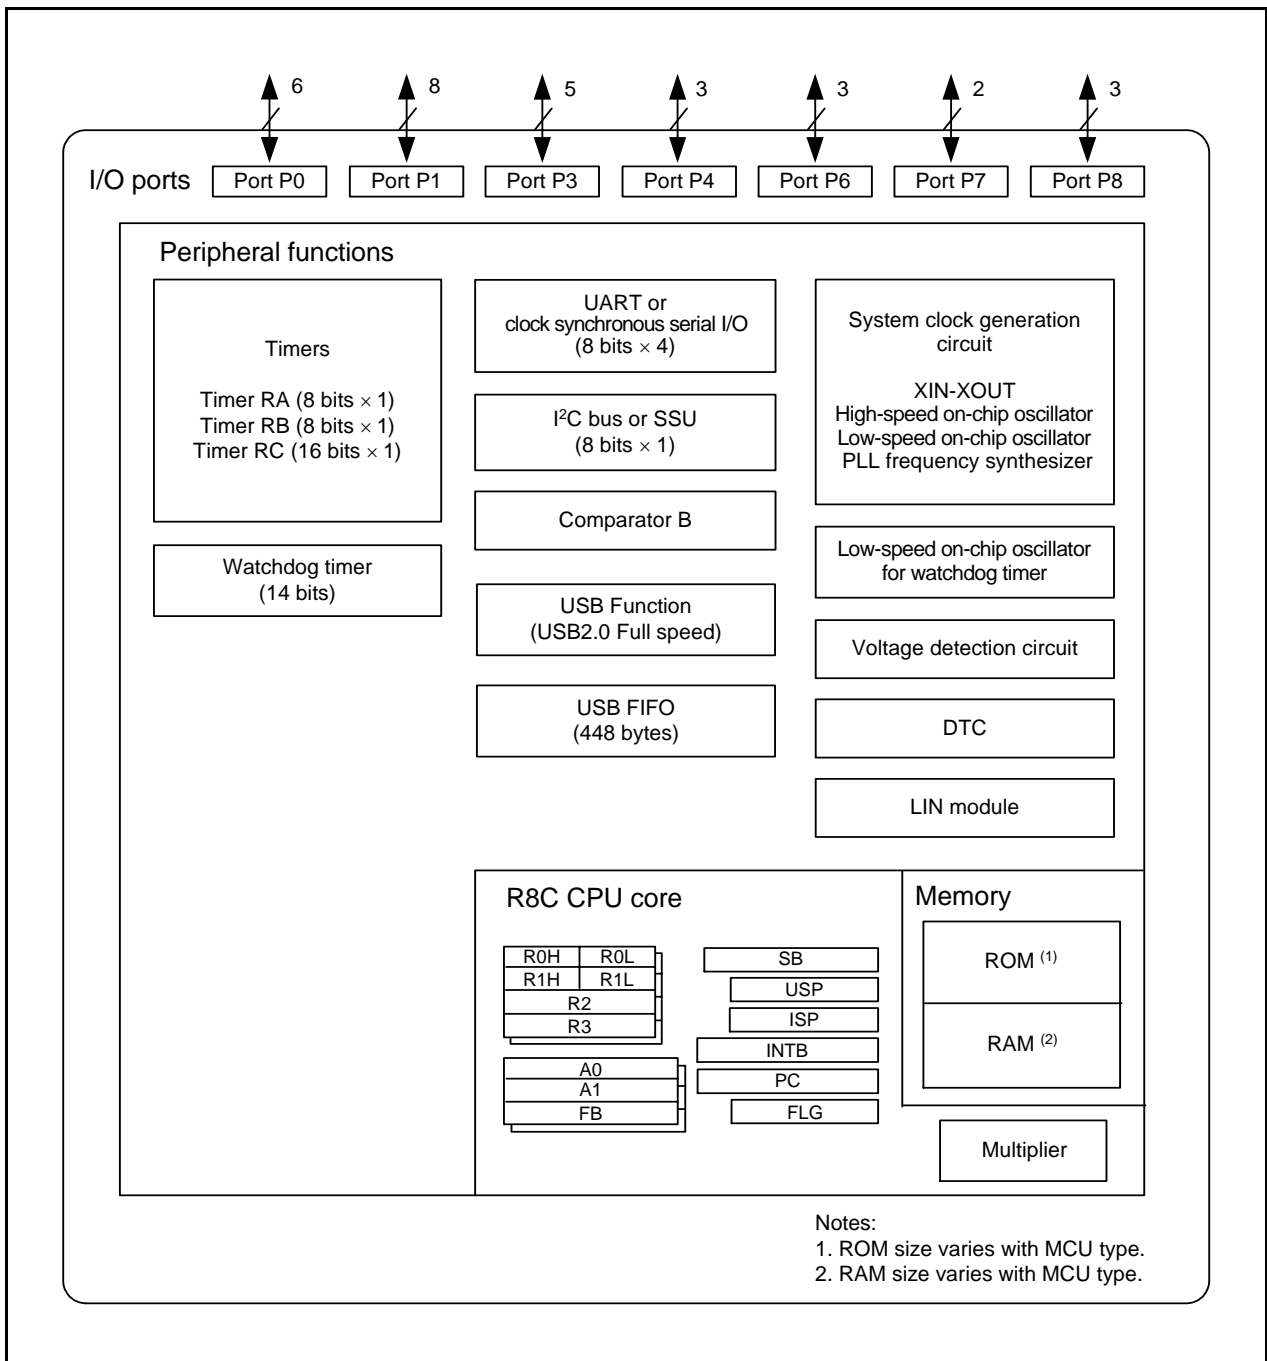 6 8 5 3 3 2 3
I/O ports Port P0 Port P1 Port P3 Port P4 Port P6 Port P7 Port P8
Peripheral functions
Timers
Timer RA (8 bits × 1)
Timer RB (8 bits × 1)
Timer RC (16 bits × 1)
Watchdog timer
(14 bits)
UART or
clock synchronous serial I/O
(8 bits × 4)
I²C bus or SSU
(8 bits × 1)
Comparator B
USB Function
(USB2.0 Full speed)
USB FIFO
(448 bytes)
System clock generation
circuit
XIN-XOUT
High-speed on-chip oscillator
Low-speed on-chip oscillator
PLL frequency synthesizer
Low-speed on-chip oscillator
for watchdog timer
Voltage detection circuit
DTC
LIN module
R8C CPU core
R0H R0L
R1H R1L
R2
R3
A0
A1
FB
SB
USP
ISP
INTB
PC
FLG
Memory
ROM (1)
RAM (2)
Multiplier
Notes:
1. ROM size varies with MCU type.
2. RAM size varies with MCU type.